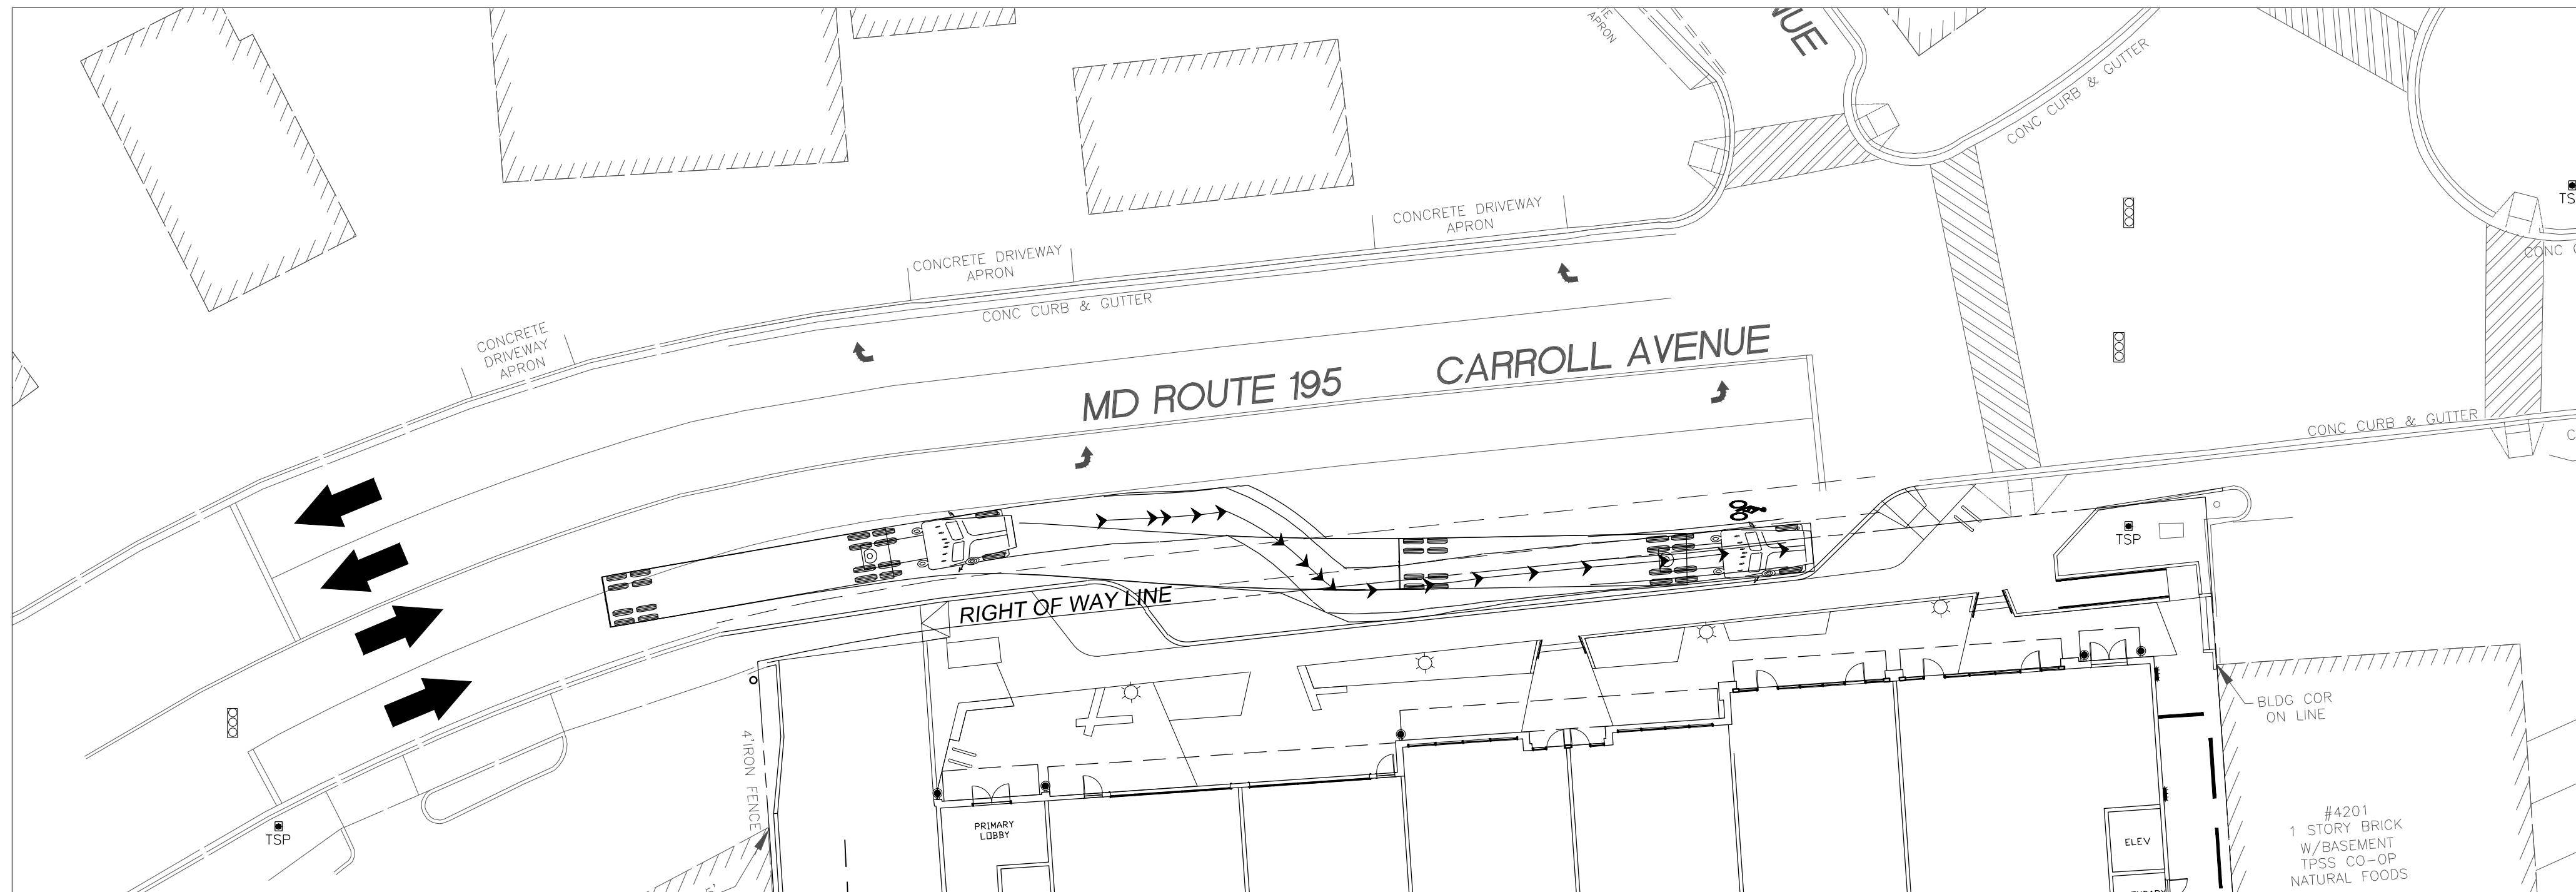 APRON
CONC CURB & GUTTER
CONCRETE DRIVEWAY
APRON
CONCRETE DRIVEWAY
APRON
CONC CURB & GUTTER
CONCRETE
DRIVEWAY
APRON
MD ROUTE 195
CARROLL AVENUE
CONC CURB & GUTTER
RIGHT OF WAY LINE
TSP
TSP
4' IRON FENCE
BLDG COR
ON LINE
PRIMARY
LOBBY
ELEV
#4201
1 STORY BRICK
W/BASEMENT
TPSS CO-OP
NATURAL FOODS